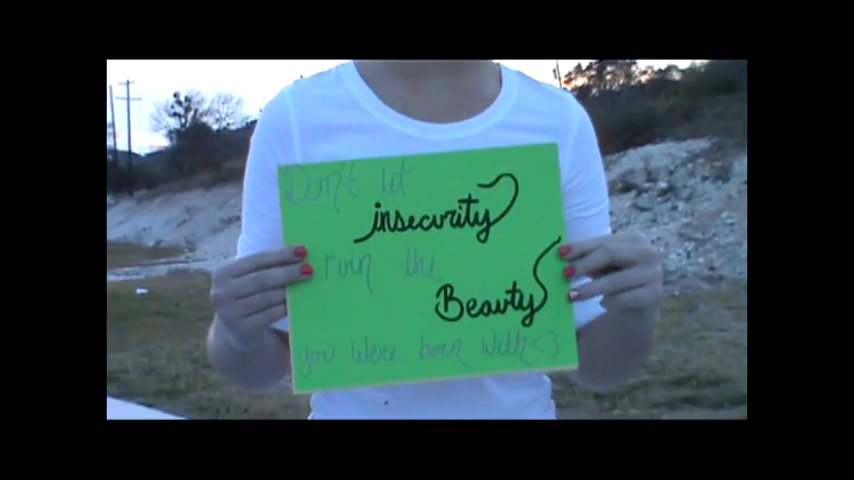 Don't let
insecurity
ruin the
Beauty
you were born with <3